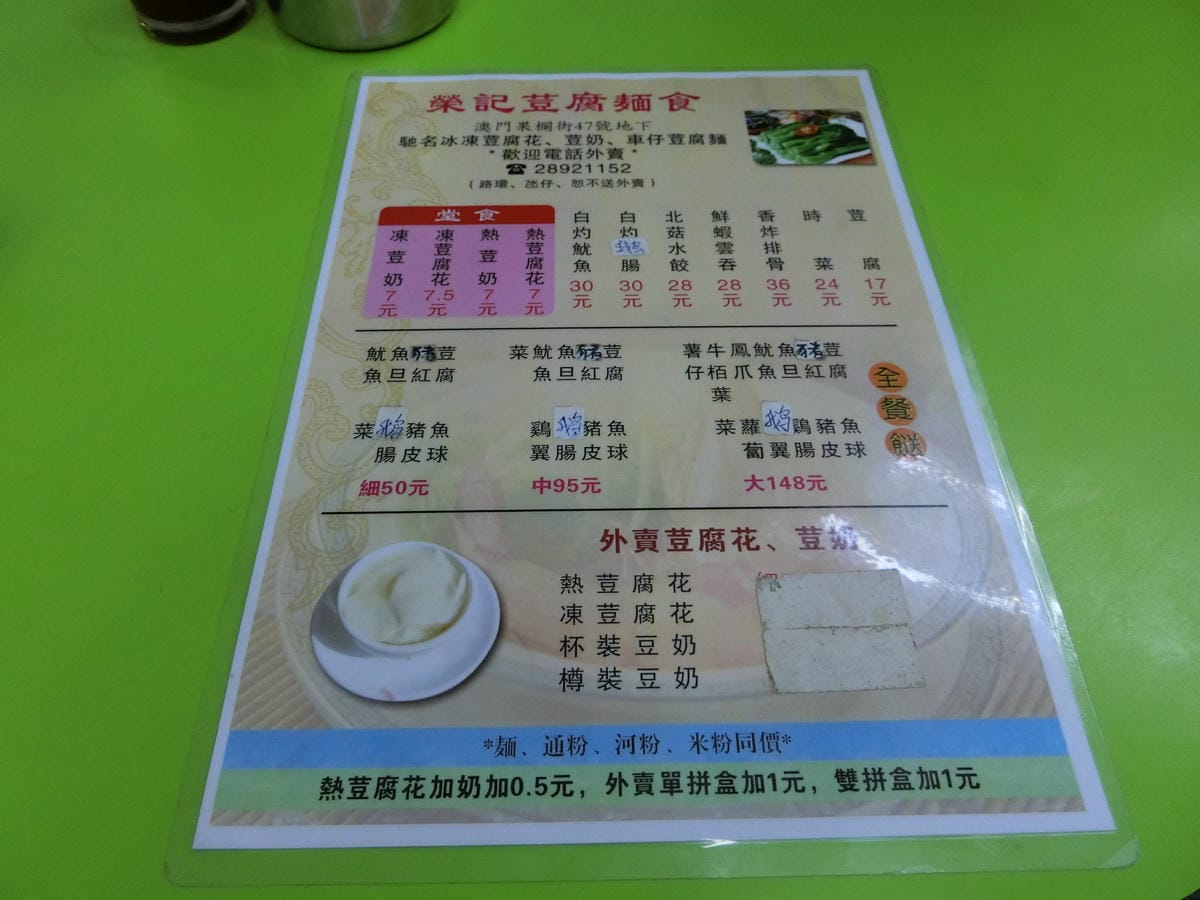 榮記荳腐麵食
澳門果欄街47號地下
馳名冰凍荳腐花、荳奶、車仔荳腐麵
*歡迎電話外賣*
☎ 28921152
(路環、氹仔、恕不送外賣)
堂食
凍荳奶 7元
凍荳腐花 7.5元
熱荳奶 7元
熱荳腐花 7元
白灼魷魚 30元
白灼鵝腸 30元
北菇水餃 28元
鮮蝦雲吞 28元
香炸排骨 36元
時菜 24元
荳腐 17元
魷魚豬荳
魚旦紅腐
菜魷魚豬荳
魚旦紅腐
薯牛鳳魷魚豬荳
仔栢爪魚旦紅腐
葉
菜鵝豬魚
腸皮球
鷄鵝豬魚
翼腸皮球
菜蘿鵝鷄豬魚
蔔翼腸皮球
全餐餸
細50元
中95元
大148元
外賣荳腐花、荳奶
細
熱荳腐花
凍荳腐花
杯裝豆奶
樽裝豆奶
*麵、通粉、河粉、米粉同價*
熱荳腐花加奶加0.5元，外賣單拼盒加1元，雙拼盒加1元